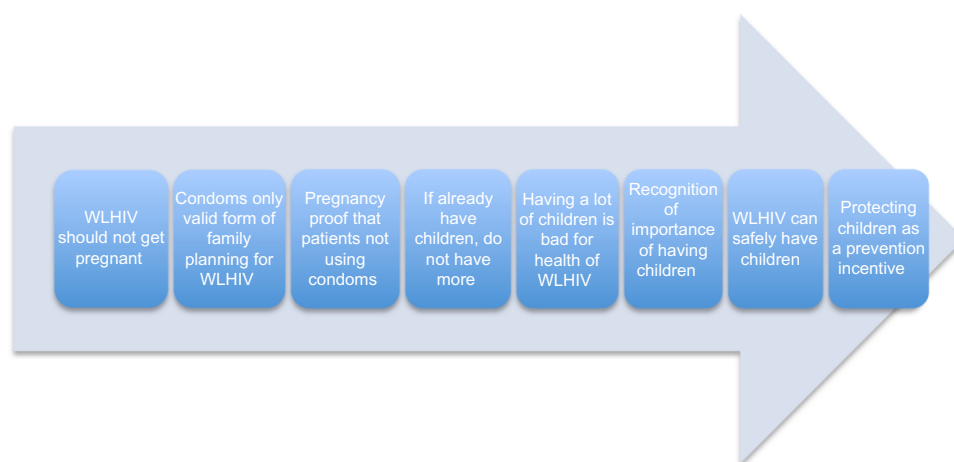 WLHIV
should not get
pregnant
Condoms only
valid form of
family
planning for
WLHIV
Pregnancy
proof that
patients not
using
condoms
If already
have
children, do
not have
more
Having a lot
of children is
bad for
health of
WLHIV
Recognition
of
importance
of having
children
WLHIV can
safely have
children
Protecting
children as
a prevention
incentive